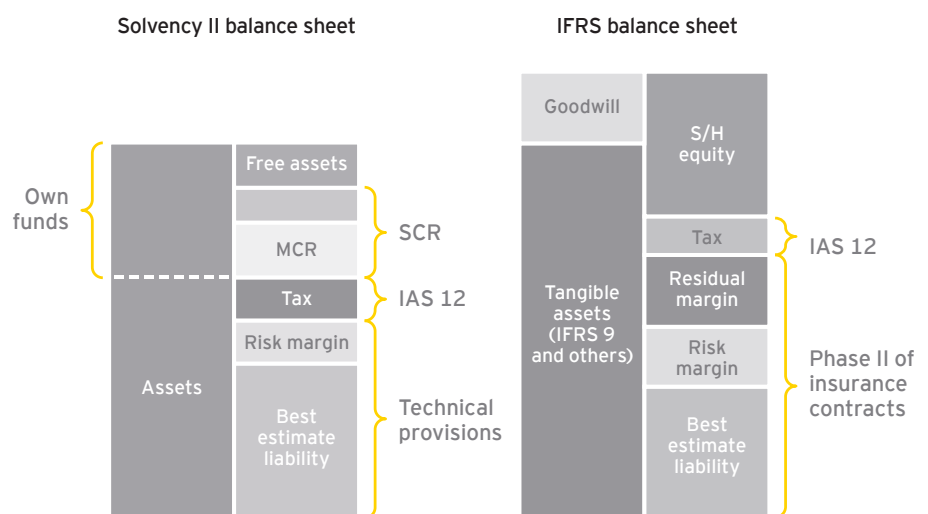 Solvency II balance sheet
Own
funds
Assets
Free assets
MCR
Tax
Risk margin
Best
estimate
liability
SCR
IAS 12
Technical
provisions
IFRS balance sheet
Goodwill
Tangible
assets
(IFRS 9
and others)
S/H
equity
Tax
Residual
margin
Risk
margin
Best
estimate
liability
IAS 12
Phase II of
insurance
contracts